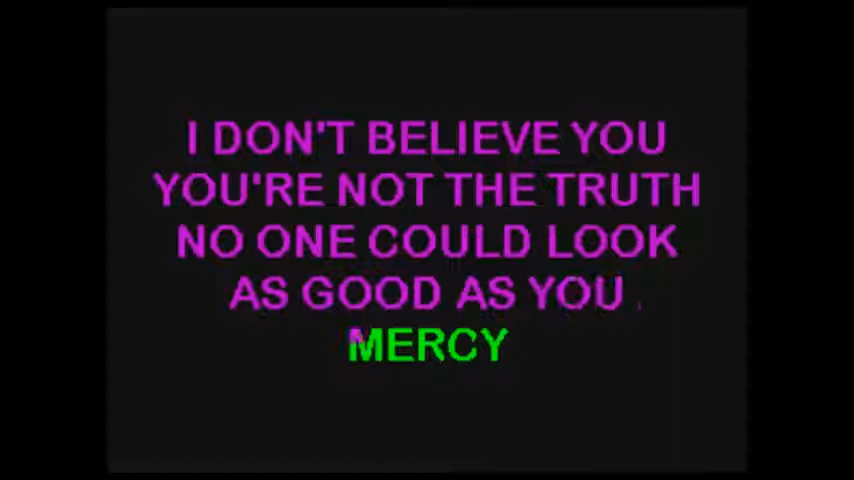 I DON'T BELIEVE YOU
YOU'RE NOT THE TRUTH
NO ONE COULD LOOK
AS GOOD AS YOU
MERCY